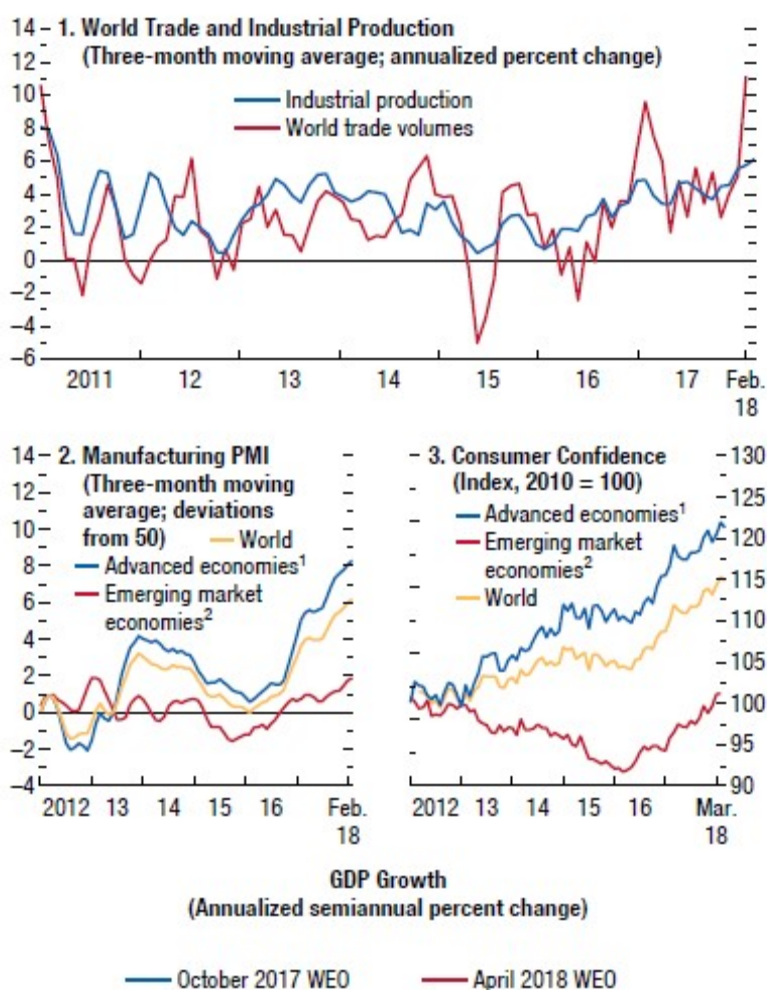 1. World Trade and Industrial Production
(Three-month moving average; annualized percent change)
Industrial production
World trade volumes
14
12
10
8
6
4
2
0
−2
−4
−6
2011 12 13 14 15 16 17 Feb.
18
2. Manufacturing PMI
(Three-month moving
average; deviations
from 50)
World
Advanced economies¹
Emerging market
economies²
14
12
10
8
6
4
2
0
−2
−4
2012 13 14 15 16 Feb.
18
3. Consumer Confidence
(Index, 2010 = 100)
Advanced economies¹
Emerging market
economies²
World
130
125
120
115
110
105
100
95
90
2012 13 14 15 16 Mar.
18
GDP Growth
(Annualized semiannual percent change)
October 2017 WEO
April 2018 WEO